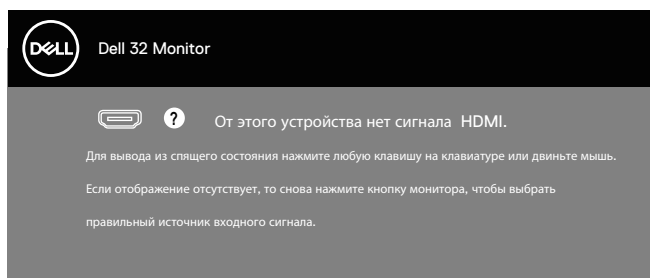 DELL
Dell 32 Monitor
?
От этого устройства нет сигнала HDMI.
Для вывода из спящего состояния нажмите любую клавишу на клавиатуре или двиньте мышь.
Если отображение отсутствует, то снова нажмите кнопку монитора, чтобы выбрать
правильный источник входного сигнала.